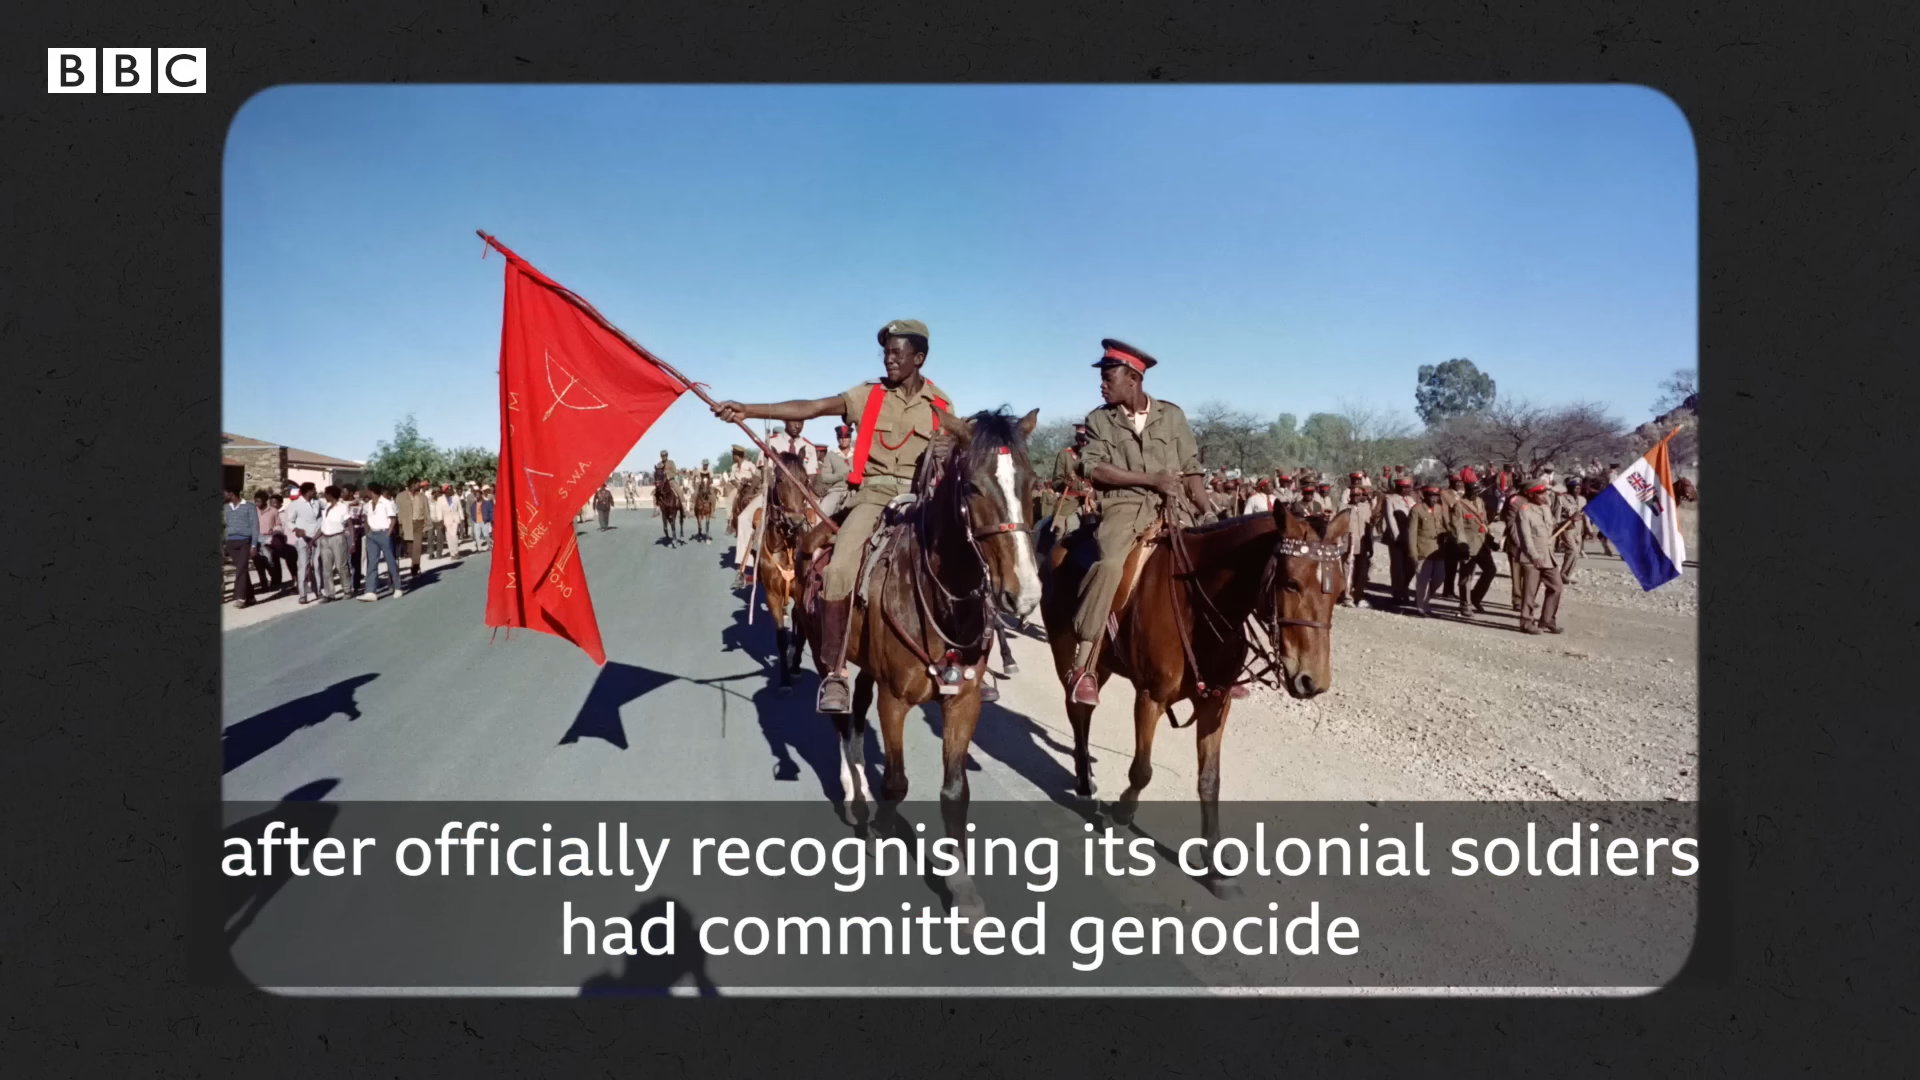 BBC
S.W.A.
after officially recognising its colonial soldiers
had committed genocide